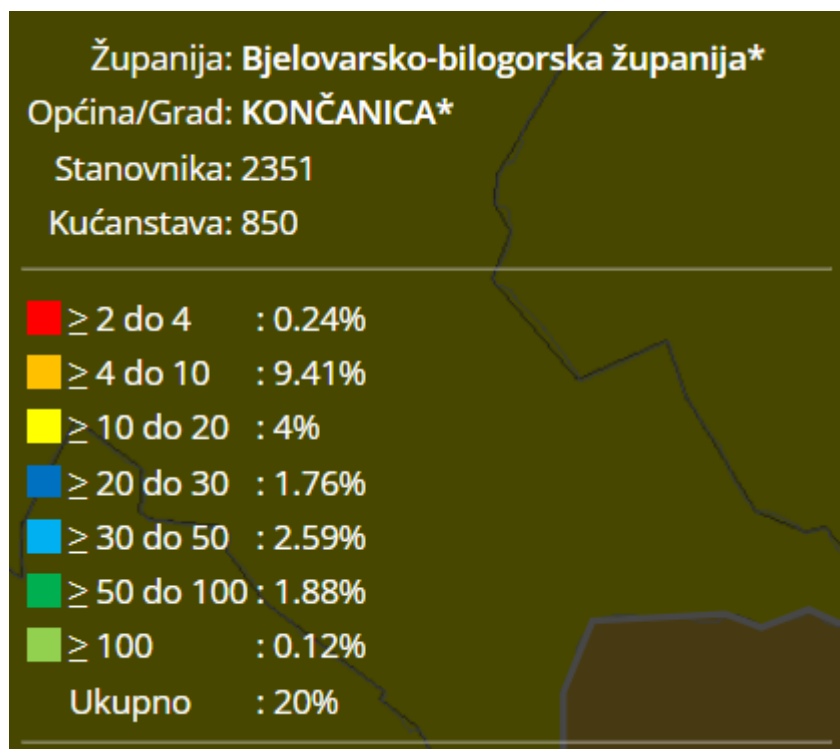 Županija: Bjelovarsko-bilogorska županija*
Općina/Grad: KONČANICA*
Stanovnika: 2351
Kućanstava: 850
≥ 2 do 4 : 0.24%
≥ 4 do 10 : 9.41%
≥ 10 do 20 : 4%
≥ 20 do 30 : 1.76%
≥ 30 do 50 : 2.59%
≥ 50 do 100 : 1.88%
≥ 100 : 0.12%
Ukupno : 20%